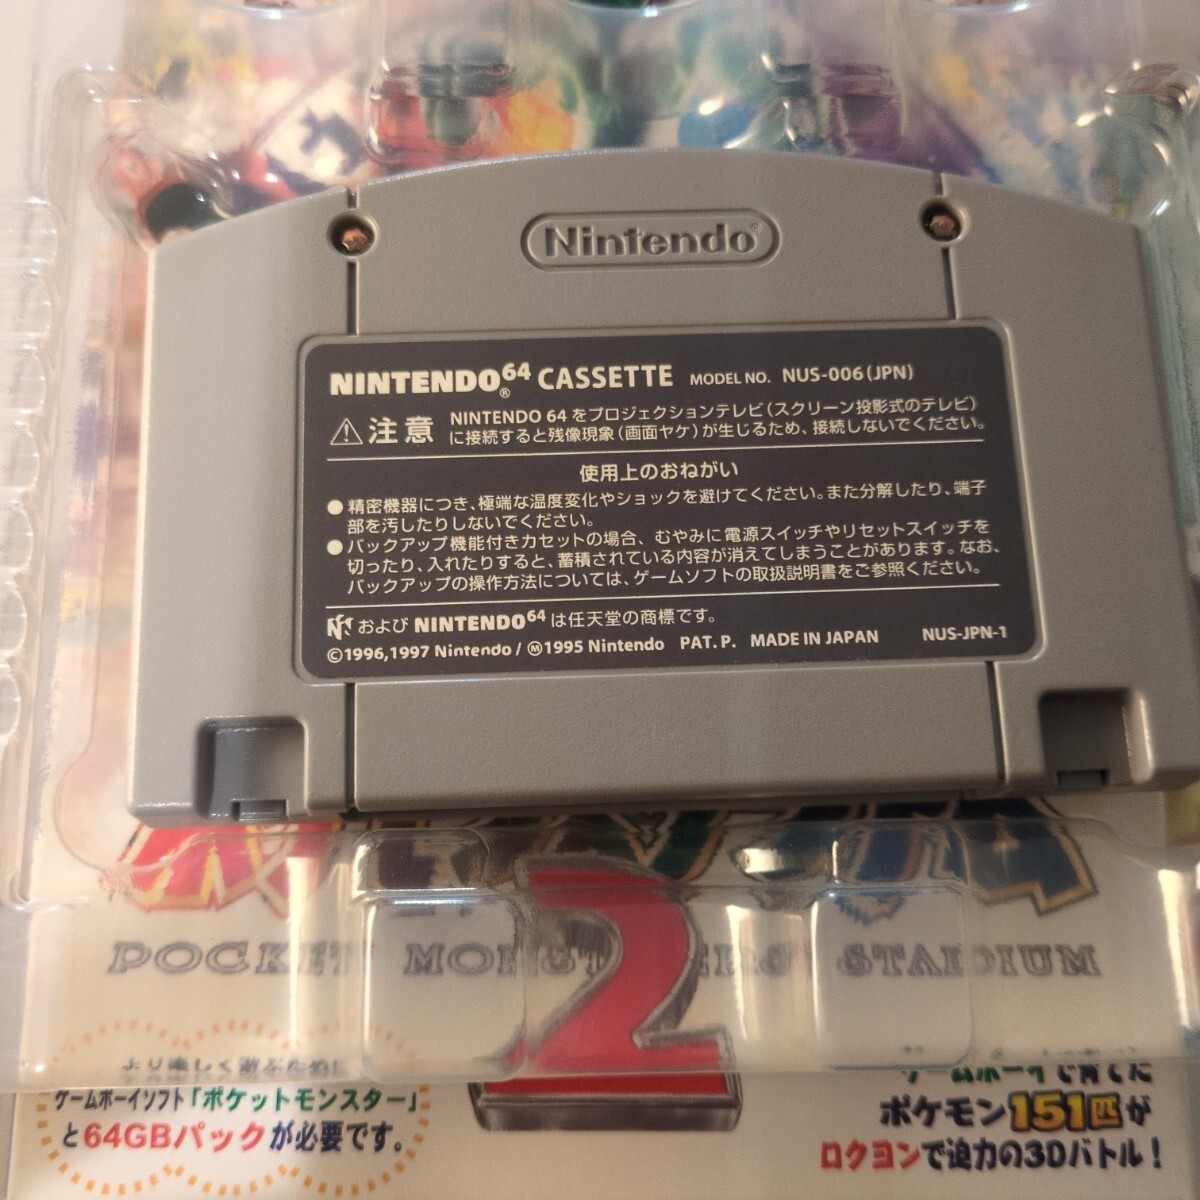 Nintendo®
NINTENDO64® CASSETTE MODEL NO. NUS-006(JPN)
⚠注意 NINTENDO 64 をプロジェクションテレビ(スクリーン投影式のテレビ)
に接続すると残像現象(画面ヤケ)が生じるため、接続しないでください。
使用上のおねがい
●精密機器につき、極端な温度変化やショックを避けてください。また分解したり、端子
部を汚したりしないでください。
●バックアップ機能付きカセットの場合、むやみに電源スイッチやリセットスイッチを
切ったり、入れたりすると、蓄積されている内容が消えてしまうことがあります。なお、
バックアップの操作方法については、ゲームソフトの取扱説明書をご参照ください。
および NINTENDO64 は任天堂の商標です。
©1996,1997 Nintendo / Ⓜ1995 Nintendo PAT. P. MADE IN JAPAN NUS-JPN-1
2
POCKET MONSTERS STADIUM
ゲームボーイソフト「ポケットモンスター」
と64GBパックが必要です。
ゲームボーイで育てた
ポケモン151匹が
ロクヨンで迫力の3Dバトル!